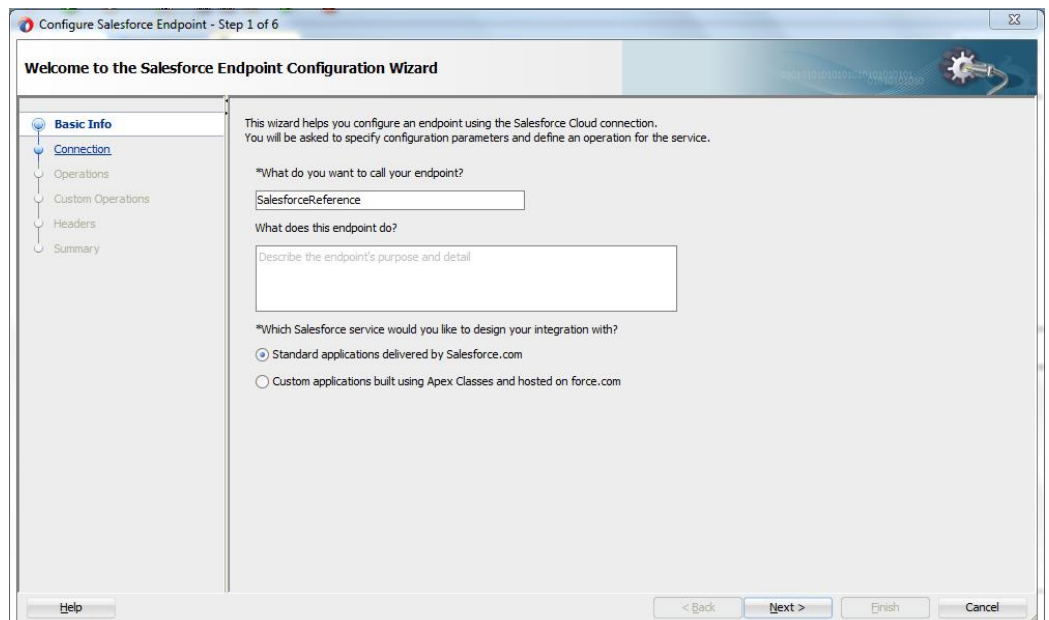 Configure Salesforce Endpoint - Step 1 of 6
Welcome to the Salesforce Endpoint Configuration Wizard
Basic Info
Connection
Operations
Custom Operations
Headers
Summary
This wizard helps you configure an endpoint using the Salesforce Cloud connection.
You will be asked to specify configuration parameters and define an operation for the service.
*What do you want to call your endpoint?
SalesforceReference
What does this endpoint do?
Describe the endpoint's purpose and detail
*Which Salesforce service would you like to design your integration with?
Standard applications delivered by Salesforce.com
Custom applications built using Apex Classes and hosted on force.com
Help
< Back
Next >
Finish
Cancel